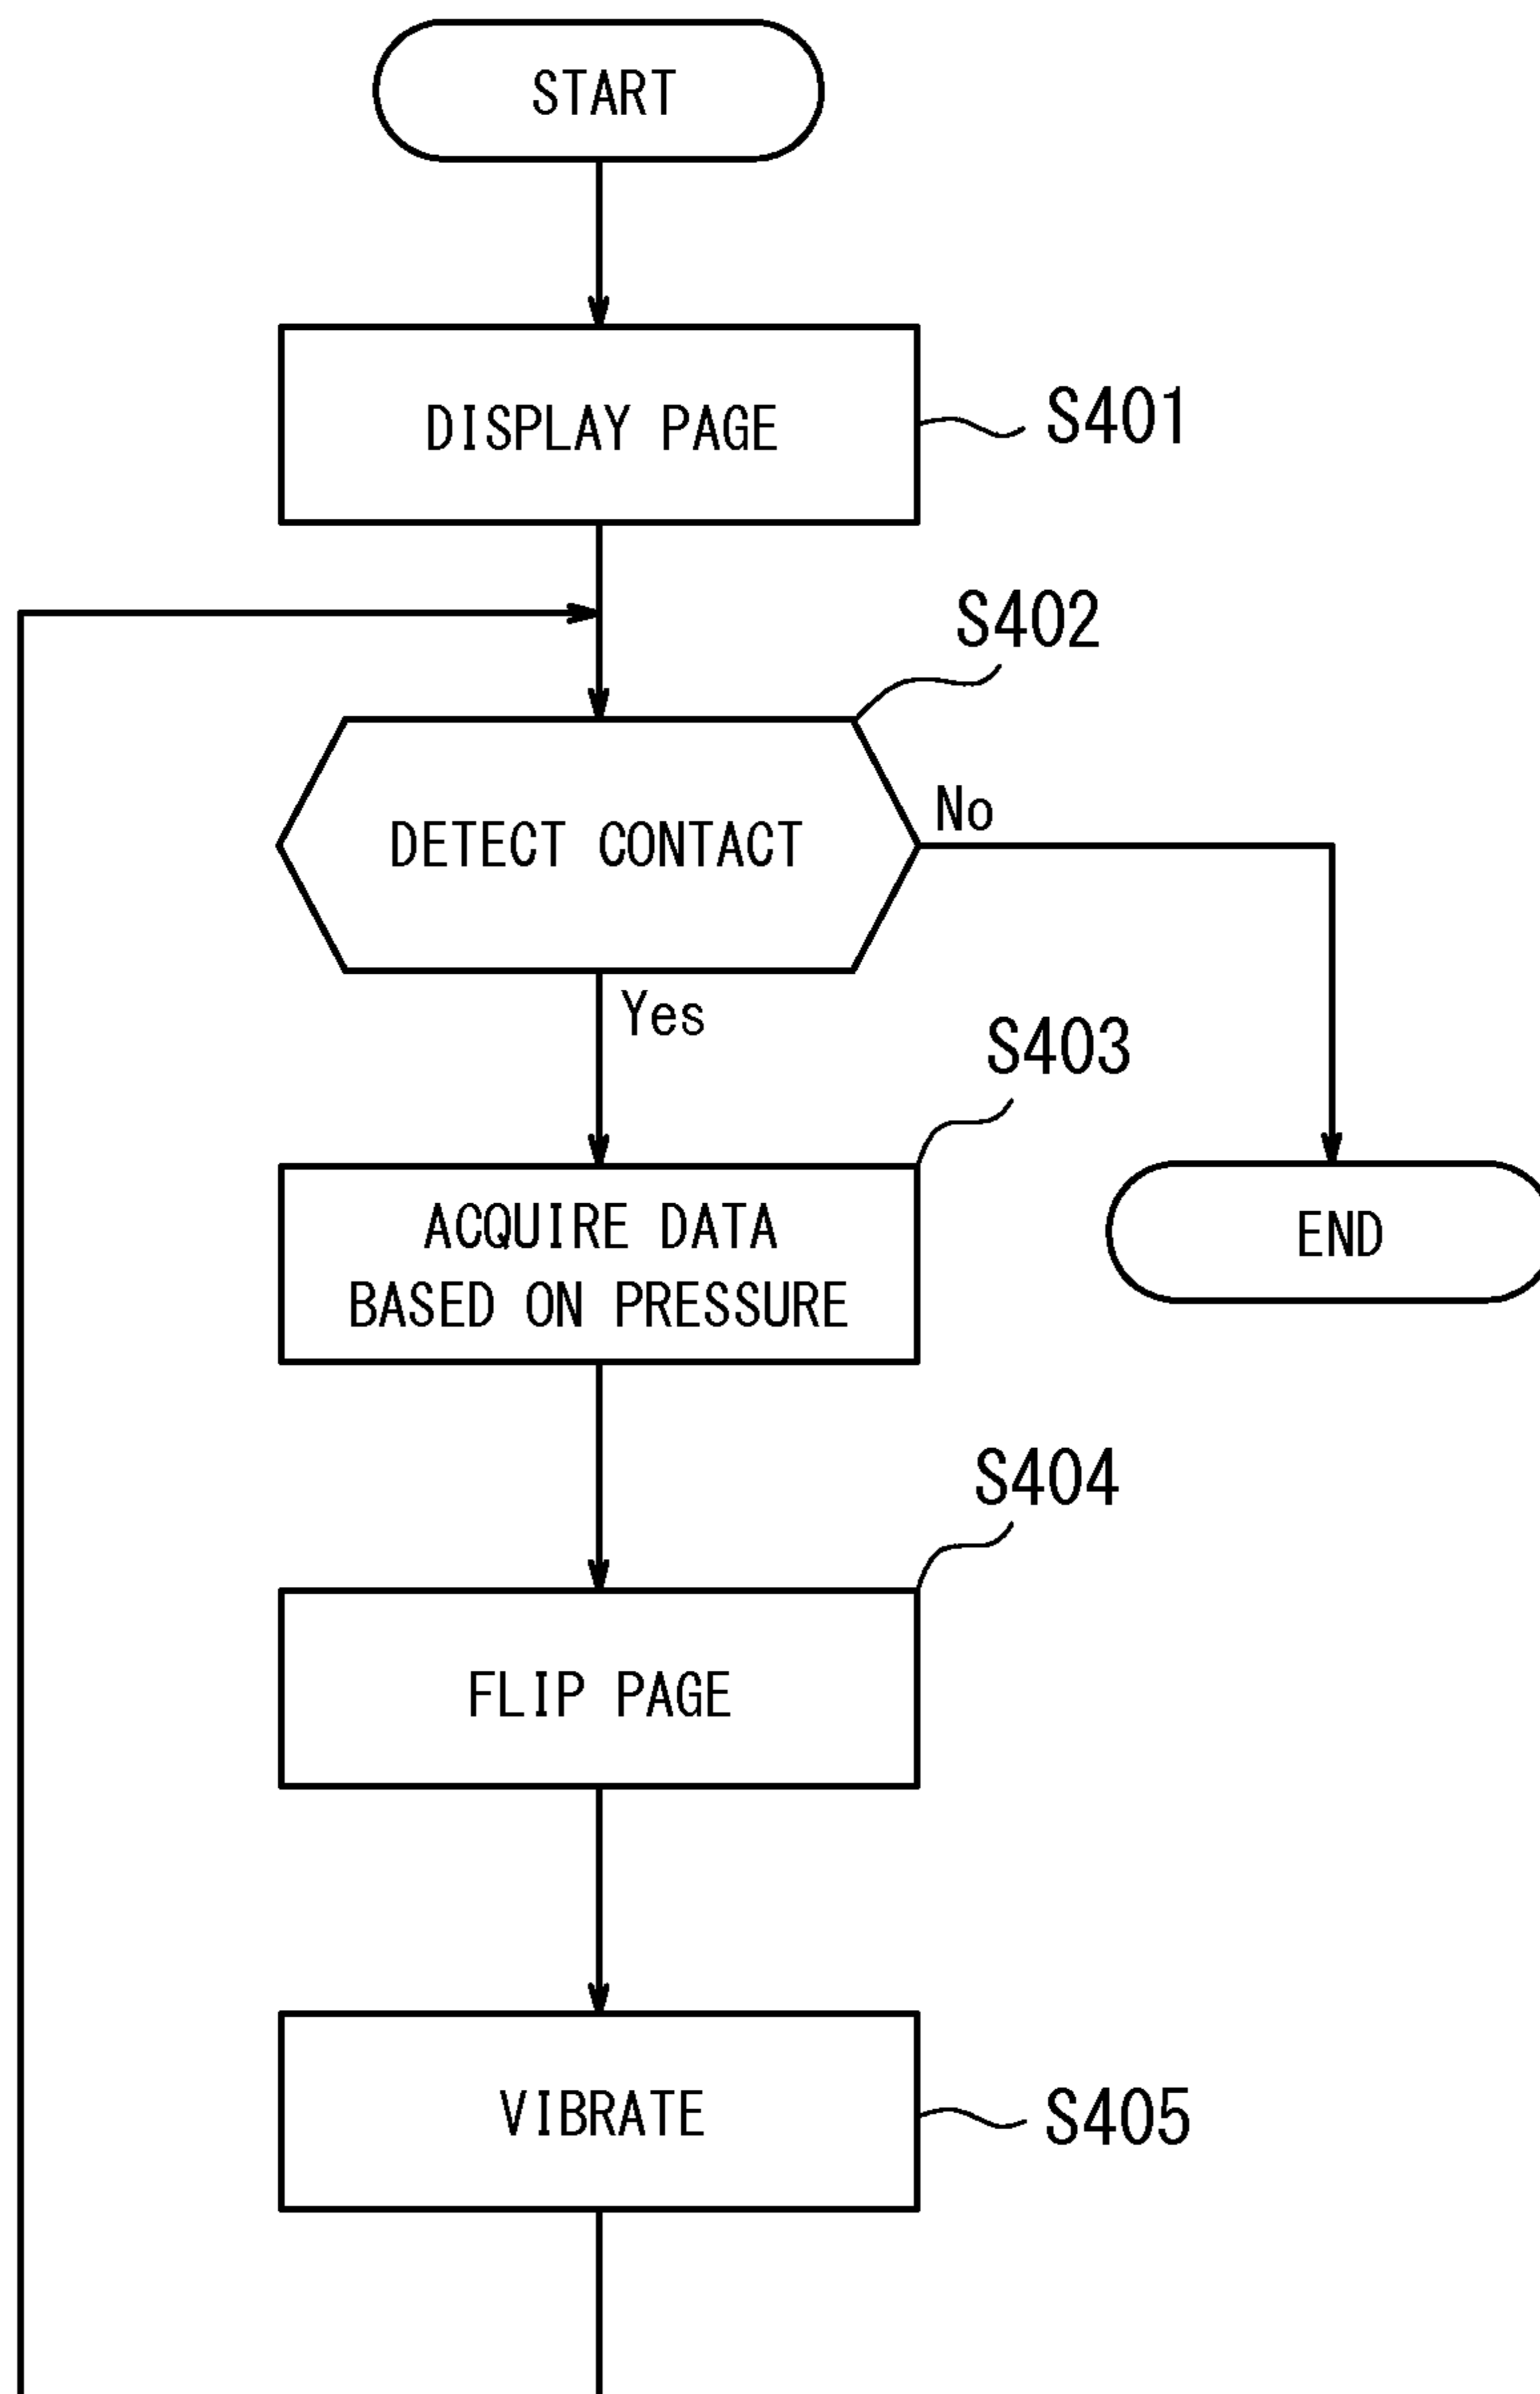 START
DISPLAY PAGE
S401
S402
DETECT CONTACT
No
Yes
S403
ACQUIRE DATA
BASED ON PRESSURE
END
S404
FLIP PAGE
VIBRATE
S405